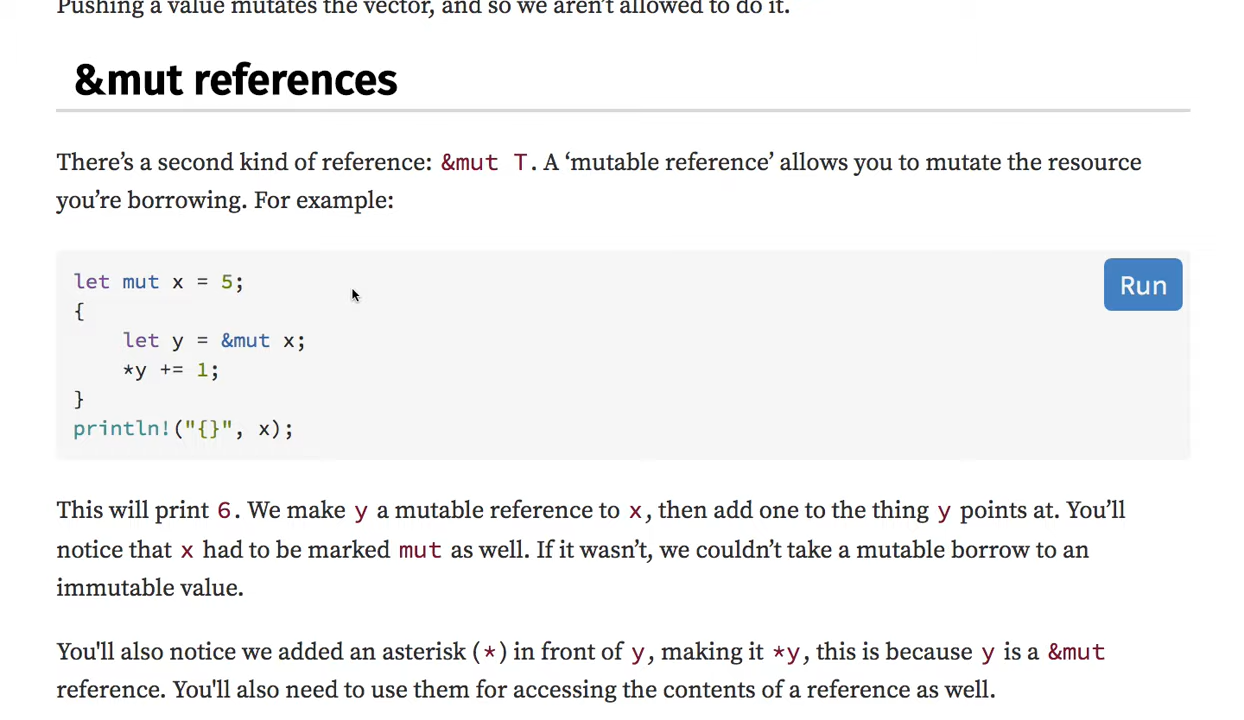 Pushing a value mutates the vector, and so we aren't allowed to do it.
&mut references
There’s a second kind of reference: &mut T. A ‘mutable reference’ allows you to mutate the resource
you’re borrowing. For example:
let mut x = 5;
{
    let y = &mut x;
    *y += 1;
}
println!("{}", x);
Run
This will print 6. We make y a mutable reference to x, then add one to the thing y points at. You’ll
notice that x had to be marked mut as well. If it wasn’t, we couldn’t take a mutable borrow to an
immutable value.
You'll also notice we added an asterisk (*) in front of y, making it *y, this is because y is a &mut
reference. You'll also need to use them for accessing the contents of a reference as well.